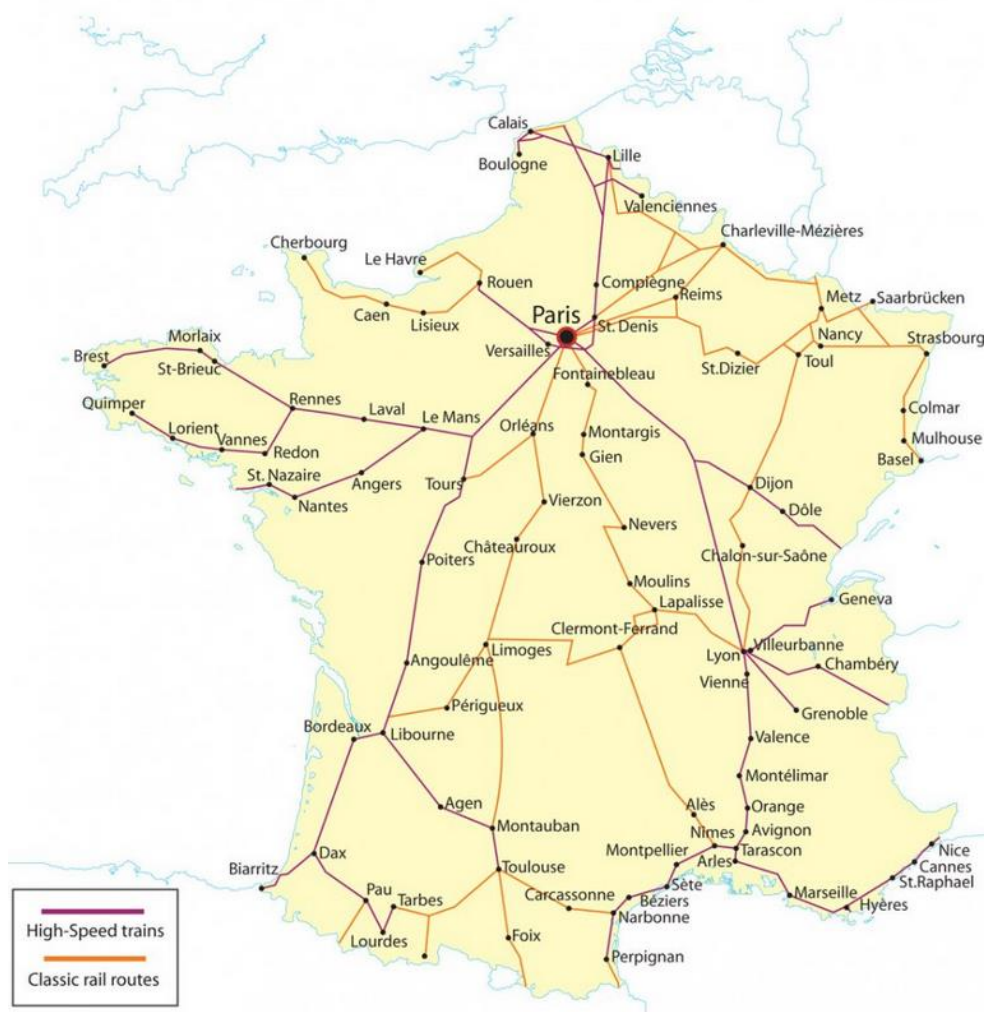 Calais
Boulogne
Lille
Valenciennes
Charleville-Mézières
Cherbourg
Le Havre
Rouen
Compiègne
Reims
Metz
Saarbrücken
Caen
Lisieux
Paris
St. Denis
Nancy
Strasbourg
Versailles
Morlaix
Brest
St-Brieuc
St.Dizier
Toul
Fontainebleau
Quimper
Rennes
Laval
Le Mans
Orléans
Montargis
Colmar
Lorient
Vannes
Redon
Gien
Mulhouse
Basel
St. Nazaire
Angers
Tours
Dijon
Nantes
Vierzon
Dôle
Nevers
Châteauroux
Chalon-sur-Saône
Poiters
Moulins
Lapalisse
Geneva
Clermont-Ferrand
Limoges
Villeurbanne
Lyon
Angoulême
Chambéry
Vienne
Périgueux
Grenoble
Bordeaux
Libourne
Valence
Montélimar
Agen
Alès
Orange
Montauban
Nîmes
Avignon
Montpellier
Tarascon
Arles
Nice
Cannes
Dax
Toulouse
St.Raphael
Biarritz
Sète
Marseille
Hyères
Pau
Tarbes
Carcassonne
Béziers
Narbonne
Lourdes
Foix
Perpignan
High-Speed trains
Classic rail routes